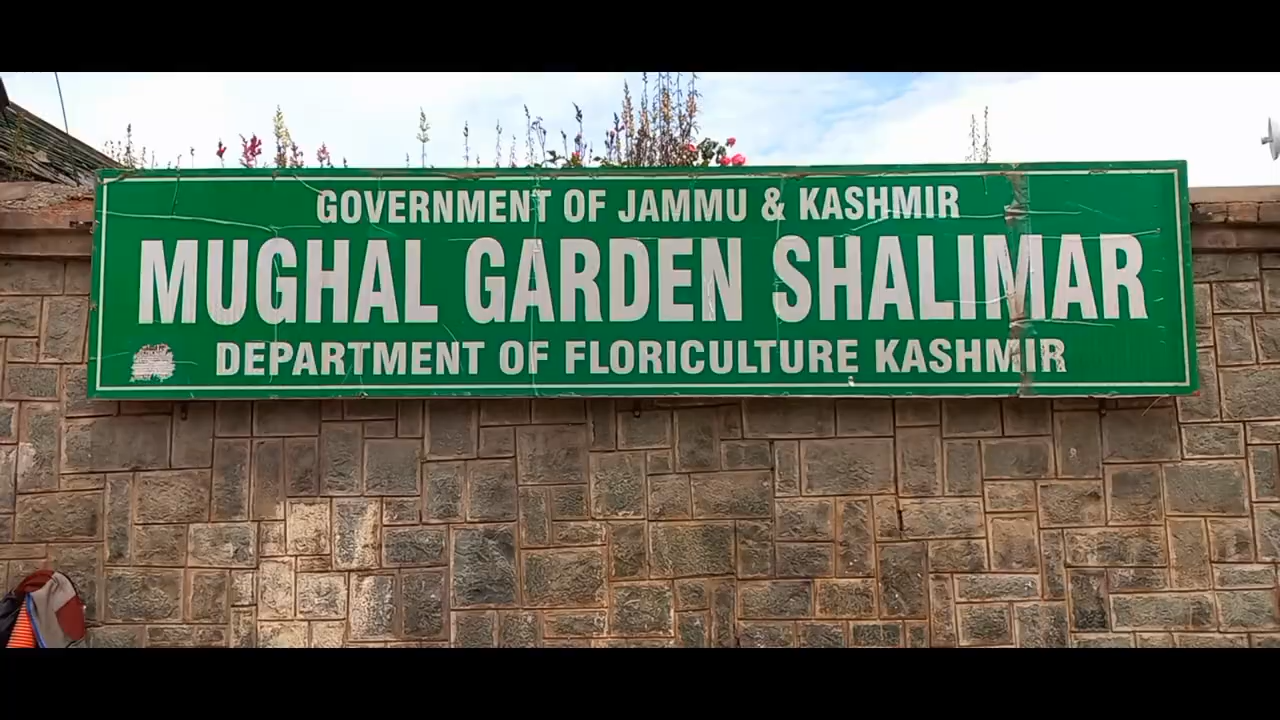 GOVERNMENT OF JAMMU & KASHMIR
MUGHAL GARDEN SHALIMAR
DEPARTMENT OF FLORICULTURE KASHMIR